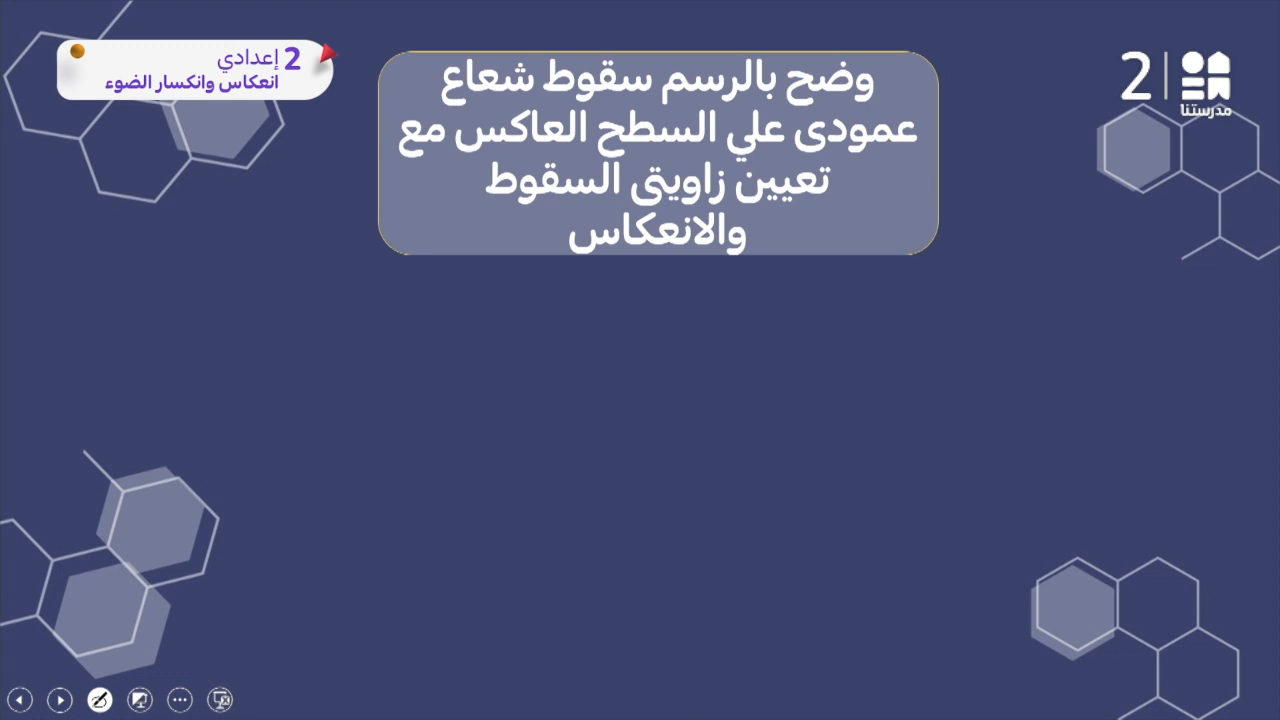 2 إعدادي
انعكاس وانكسار الضوء
وضح بالرسم سقوط شعاع
عمودى علي السطح العاكس مع
تعيين زاويتى السقوط
والانعكاس
2
مدرستنا